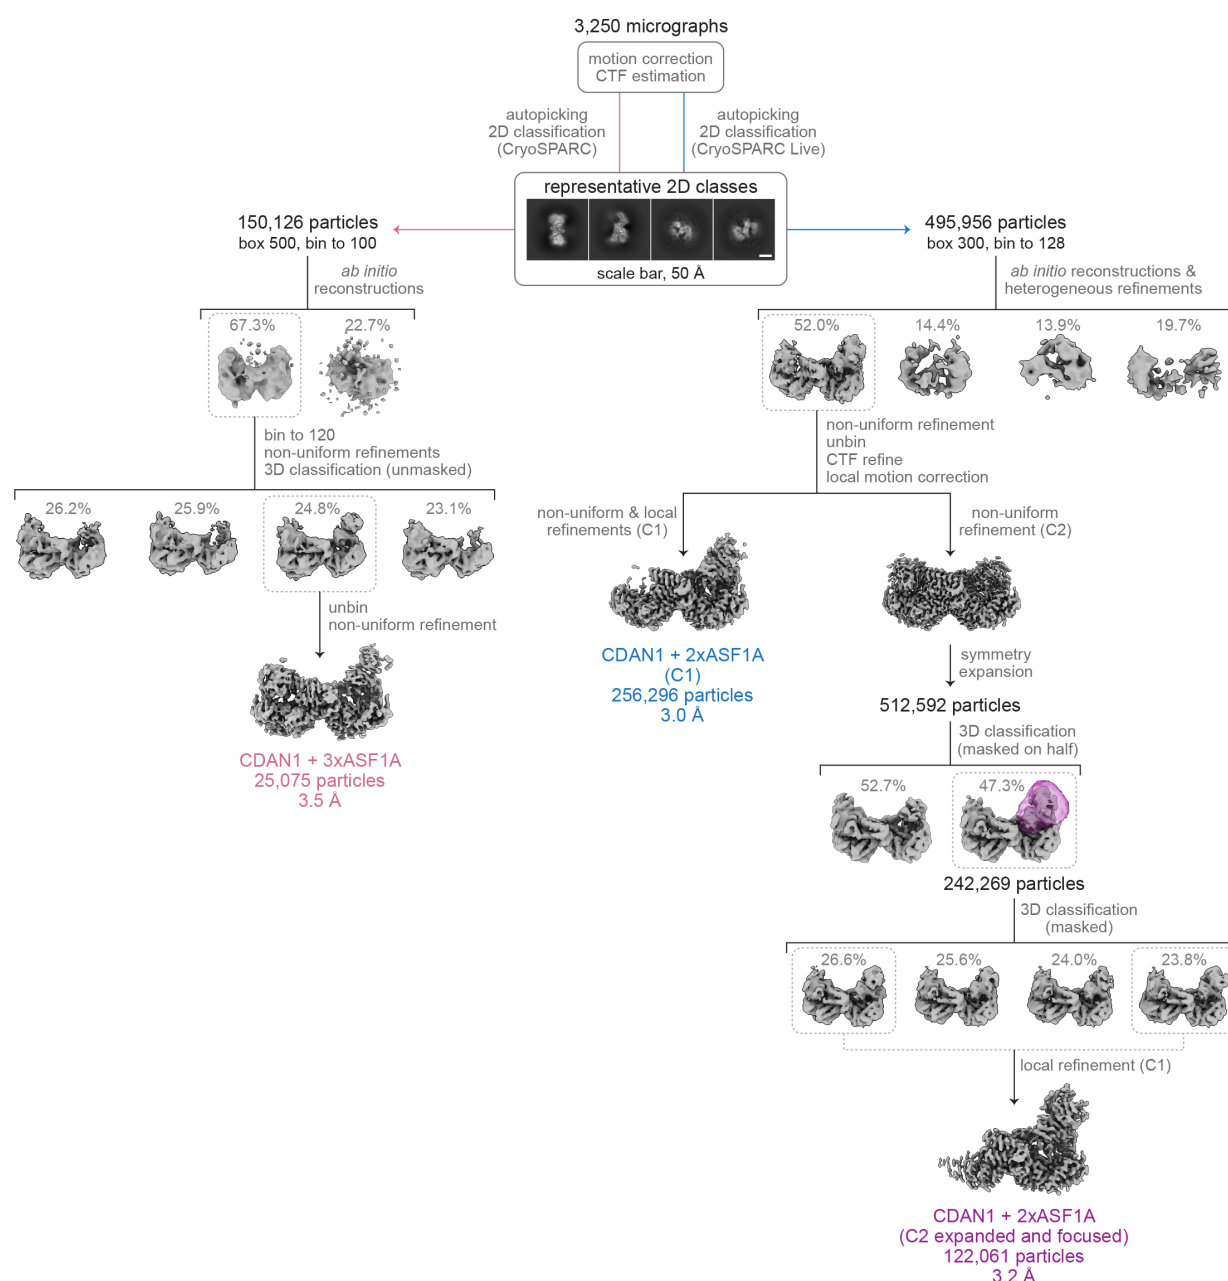 3,250 micrographs
motion correction
CTF estimation
autopicking
2D classification
(CryoSPARC)
autopicking
2D classification
(CryoSPARC Live)
representative 2D classes
scale bar, 50 Å
150,126 particles
box 500, bin to 100
ab initio
reconstructions
67.3%
22.7%
bin to 120
non-uniform refinements
3D classification (unmasked)
26.2%
25.9%
24.8%
23.1%
unbin
non-uniform refinement
CDAN1 + 3xASF1A
25,075 particles
3.5 Å
495,956 particles
box 300, bin to 128
ab initio reconstructions &
heterogeneous refinements
52.0%
14.4%
13.9%
19.7%
non-uniform refinement
unbin
CTF refine
local motion correction
non-uniform & local
refinements (C1)
CDAN1 + 2xASF1A
(C1)
256,296 particles
3.0 Å
non-uniform
refinement (C2)
symmetry
expansion
512,592 particles
3D classification
(masked on half)
52.7%
47.3%
242,269 particles
3D classification
(masked)
26.6%
25.6%
24.0%
23.8%
local refinement (C1)
CDAN1 + 2xASF1A
(C2 expanded and focused)
122,061 particles
3.2 Å